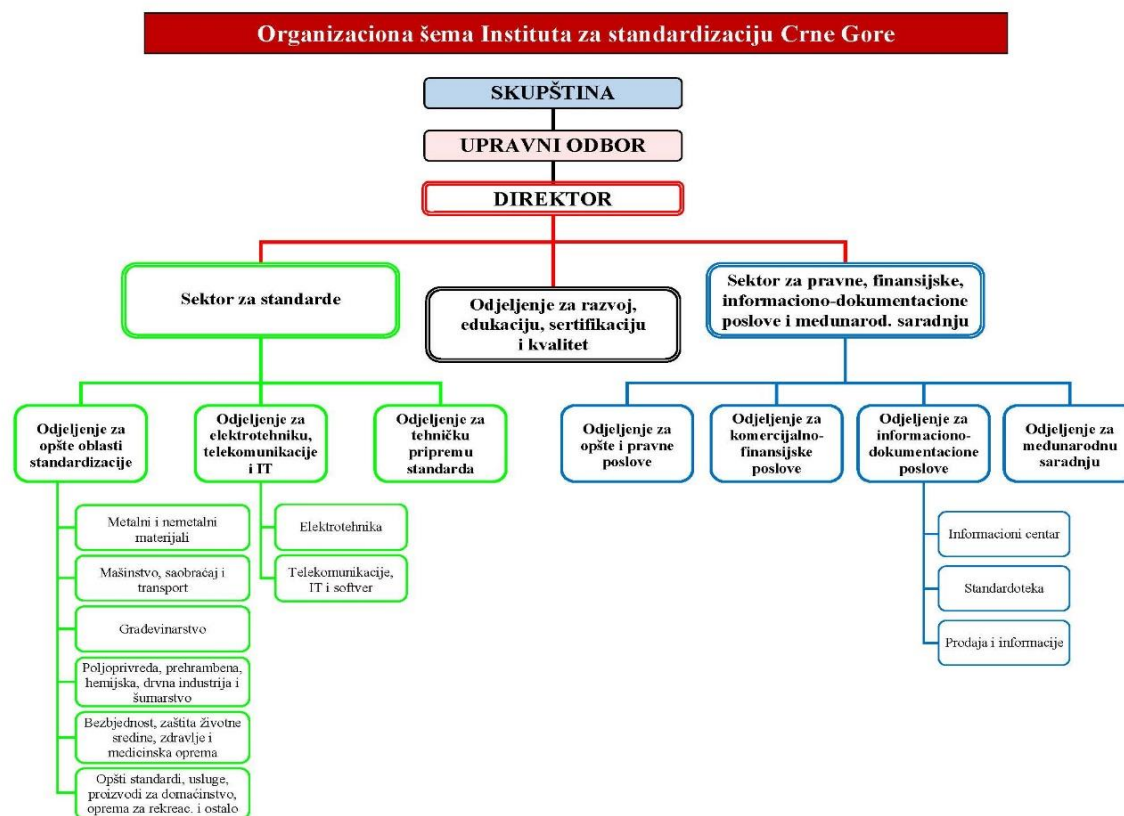 Organizaciona šema Instituta za standardizaciju Crne Gore
SKUPŠTINA
UPRAVNI ODBOR
DIREKTOR
Sektor za standarde
Odjeljenje za razvoj,
edukaciju, sertifikaciju
i kvalitet
Sektor za pravne, finansijske,
informaciono-dokumentacione
poslove i međunarod. saradnju
Odjeljenje za
opšte oblasti
standardizacije
Odjeljenje za
elektrotehniku,
telekomunikacije
i IT
Odjeljenje za
tehničku
pripremu
standarda
Odjeljenje za
opšte i pravne
poslove
Odjeljenje za
komercijalno-
finansijske
poslove
Odjeljenje za
informaciono-
dokumentacione
poslove
Odjeljenje za
međunarodnu
saradnju
Metalni i nemetalni
materijali
Mašinstvo, saobraćaj i
transport
Građevinarstvo
Poljoprivreda, prehrambena,
hemijska, drvna industrija i
šumarstvo
Bezbjednost, zaštita životne
sredine, zdravlje i
medicinska oprema
Opšti standardi, usluge,
proizvodi za domaćinstvo,
oprema za rekreac. i ostalo
Elektrotehnika
Telekomunikacije,
IT i softver
Informacioni centar
Standardoteka
Prodaja i informacije